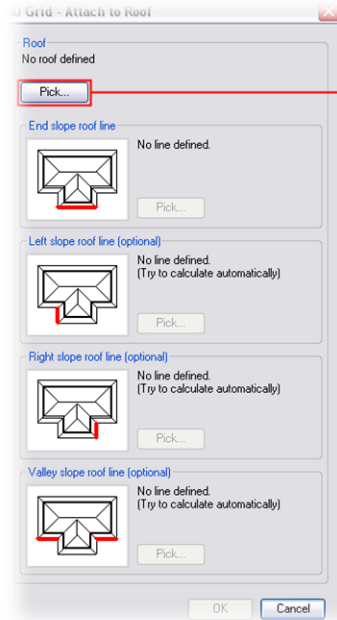 Grid - Attach to Roof
Roof
No roof defined
Pick...
End slope roof line
No line defined.
Pick...
Left slope roof line (optional)
No line defined.
(Try to calculate automatically)
Pick...
Right slope roof line (optional)
No line defined.
(Try to calculate automatically)
Pick...
Valley slope roof line (optional)
No line defined.
(Try to calculate automatically)
Pick...
OK
Cancel